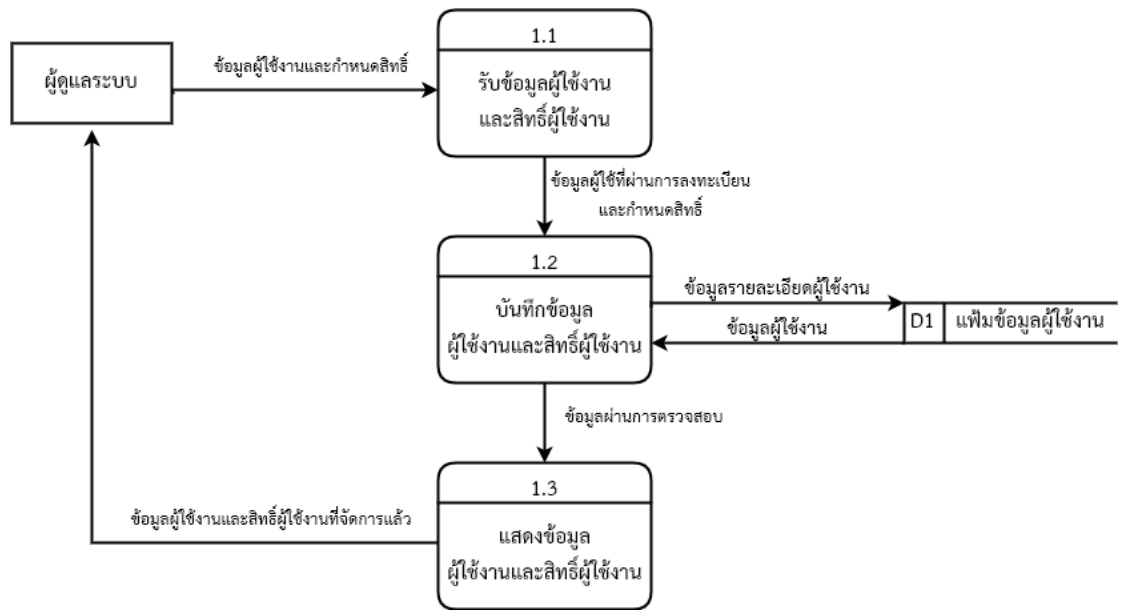 1.1
ผู้ดูแลระบบ
ข้อมูลผู้ใช้งานและกำหนดสิทธิ์
รับข้อมูลผู้ใช้งาน
และสิทธิ์ผู้ใช้งาน
ข้อมูลผู้ใช้ที่ผ่านการลงทะเบียน
และกำหนดสิทธิ์
1.2
บันทึกข้อมูล
ผู้ใช้งานและสิทธิ์ผู้ใช้งาน
ข้อมูลรายละเอียดผู้ใช้งาน
ข้อมูลผู้ใช้งาน
D1 แฟ้มข้อมูลผู้ใช้งาน
ข้อมูลผ่านการตรวจสอบ
1.3
แสดงข้อมูล
ผู้ใช้งานและสิทธิ์ผู้ใช้งาน
ข้อมูลผู้ใช้งานและสิทธิ์ผู้ใช้งานที่จัดการแล้ว